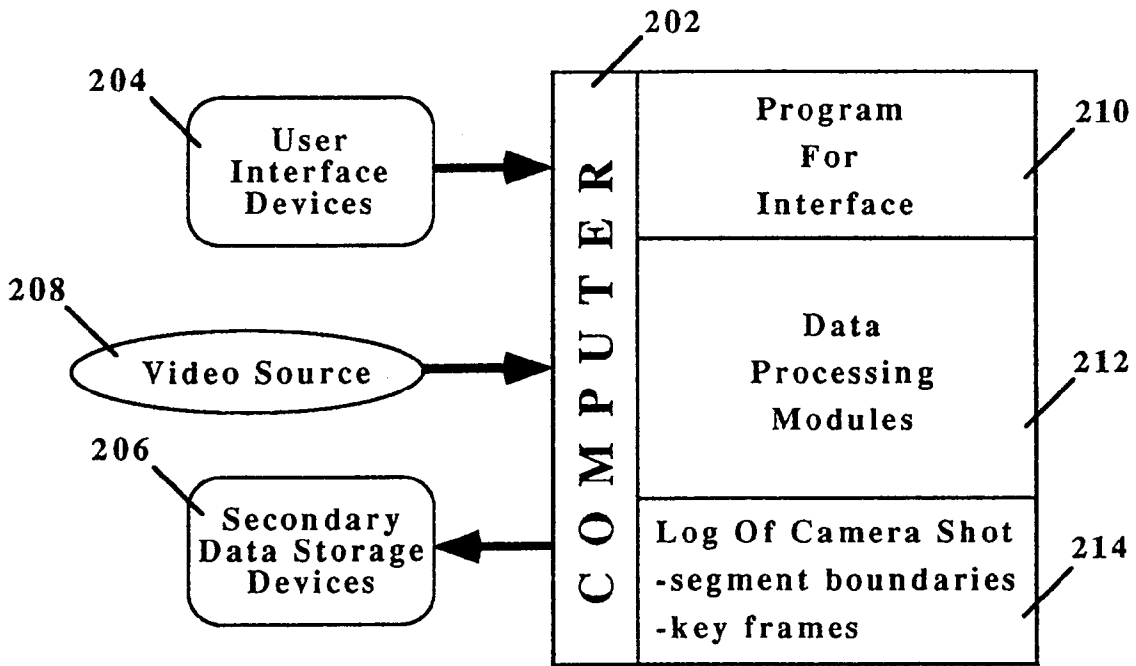 202
204
User
Interface
Devices
Program
For
Interface
210
208
Video Source
COMPUTER
Data
Processing
Modules
212
206
Secondary
Data Storage
Devices
Log Of Camera Shot
-segment boundaries
-key frames
214